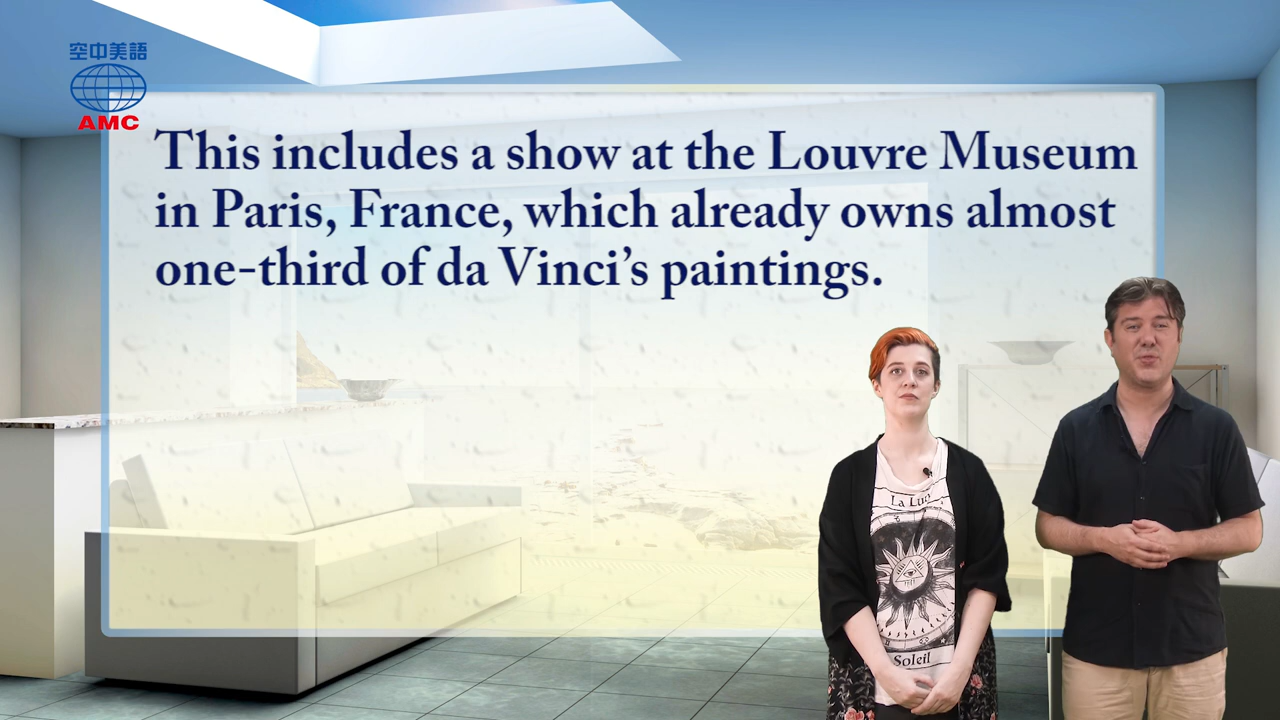 空中美語
AMC
This includes a show at the Louvre Museum
in Paris, France, which already owns almost
one-third of da Vinci's paintings.
La Lun
Soleil